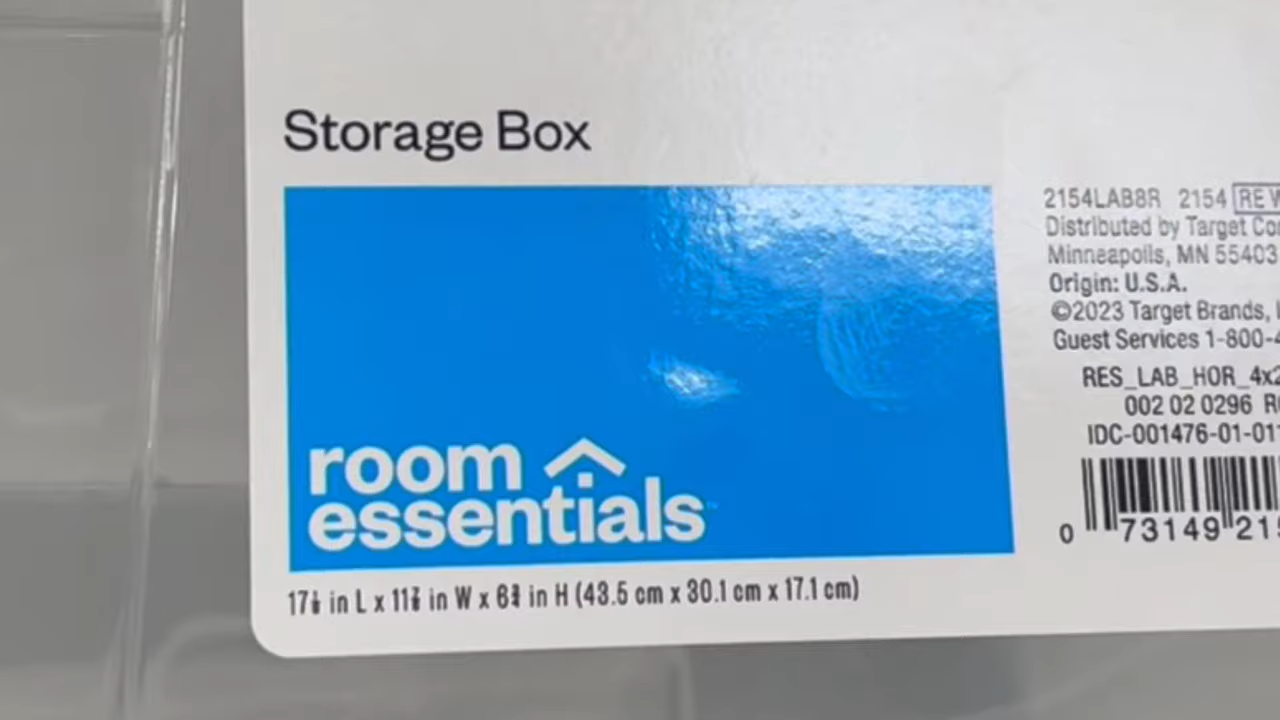 Storage Box
room
essentials™
17⅛ in L x 11⅞ in W x 6¾ in H (43.5 cm x 30.1 cm x 17.1 cm)
2154LAB8R 2154 RE
Distributed by Target
Minneapolis, MN 55403
Origin: U.S.A.
©2023 Target Brands,
Guest Services 1-800-
RES_LAB_HOR_4x2
002 02 0296
IDC-001476-01-01
0 73149 21